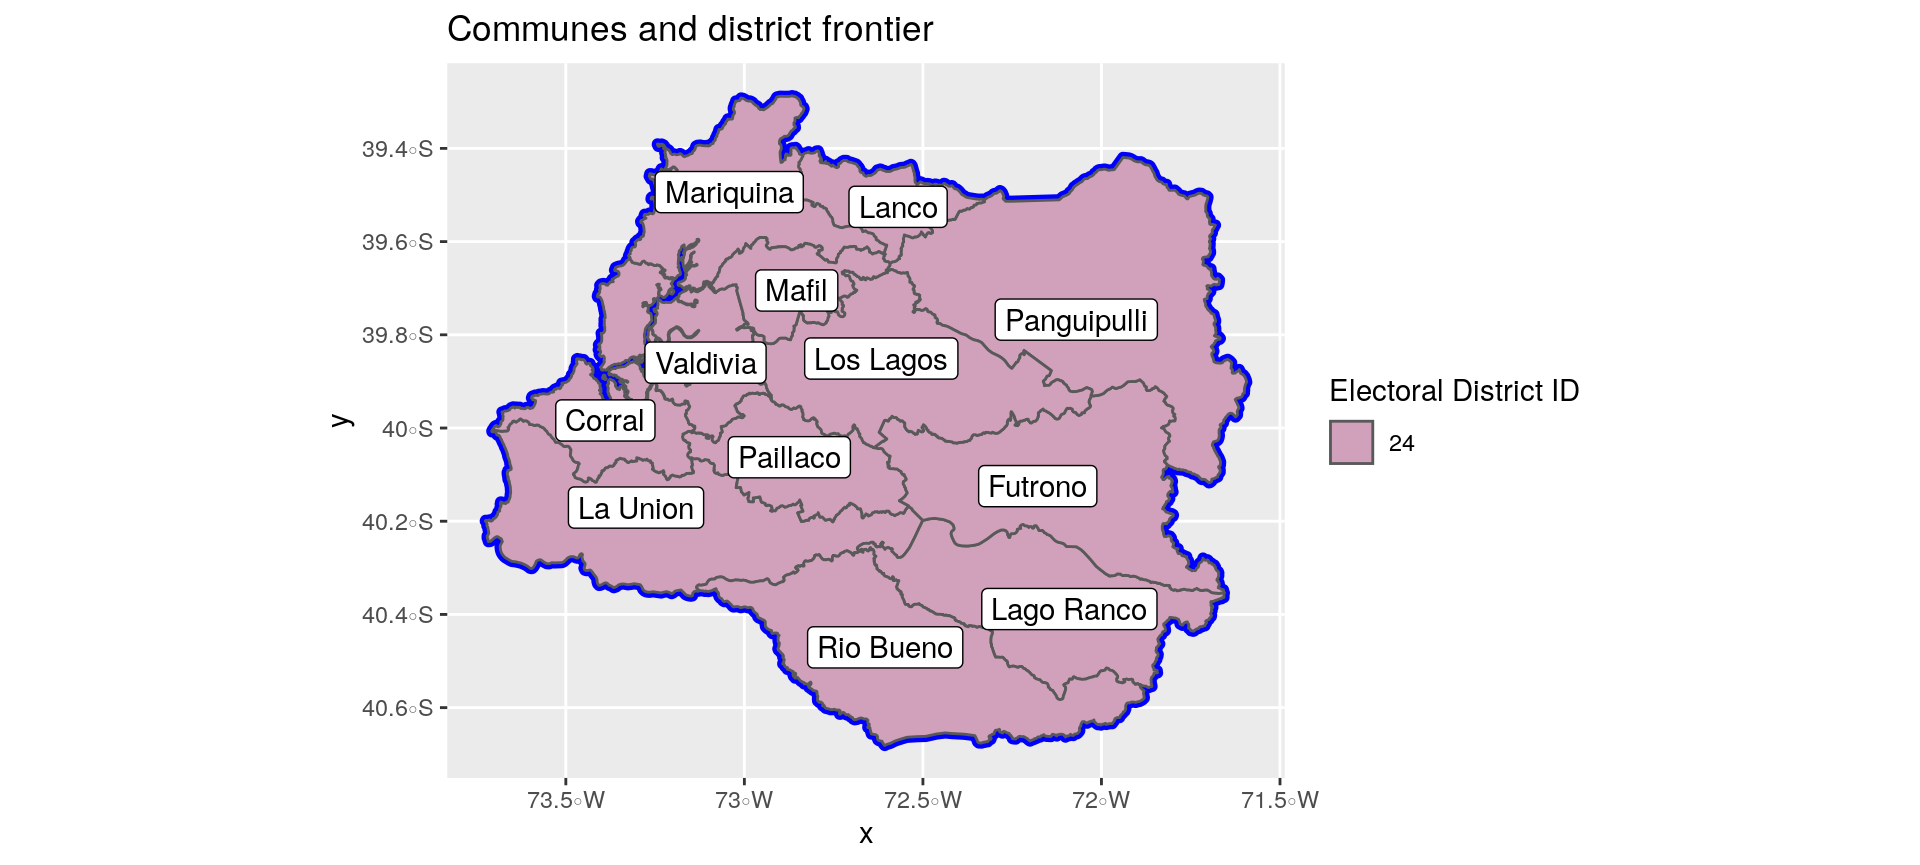 Communes and district frontier
39.4°S
39.6°S
39.8°S
40°S
40.2°S
40.4°S
40.6°S
y
Mariquina
Lanco
Mafil
Panguipulli
Valdivia
Los Lagos
Corral
Paillaco
Futrono
La Union
Lago Ranco
Rio Bueno
73.5°W
73°W
72.5°W
72°W
71.5°W
x
Electoral District ID
24